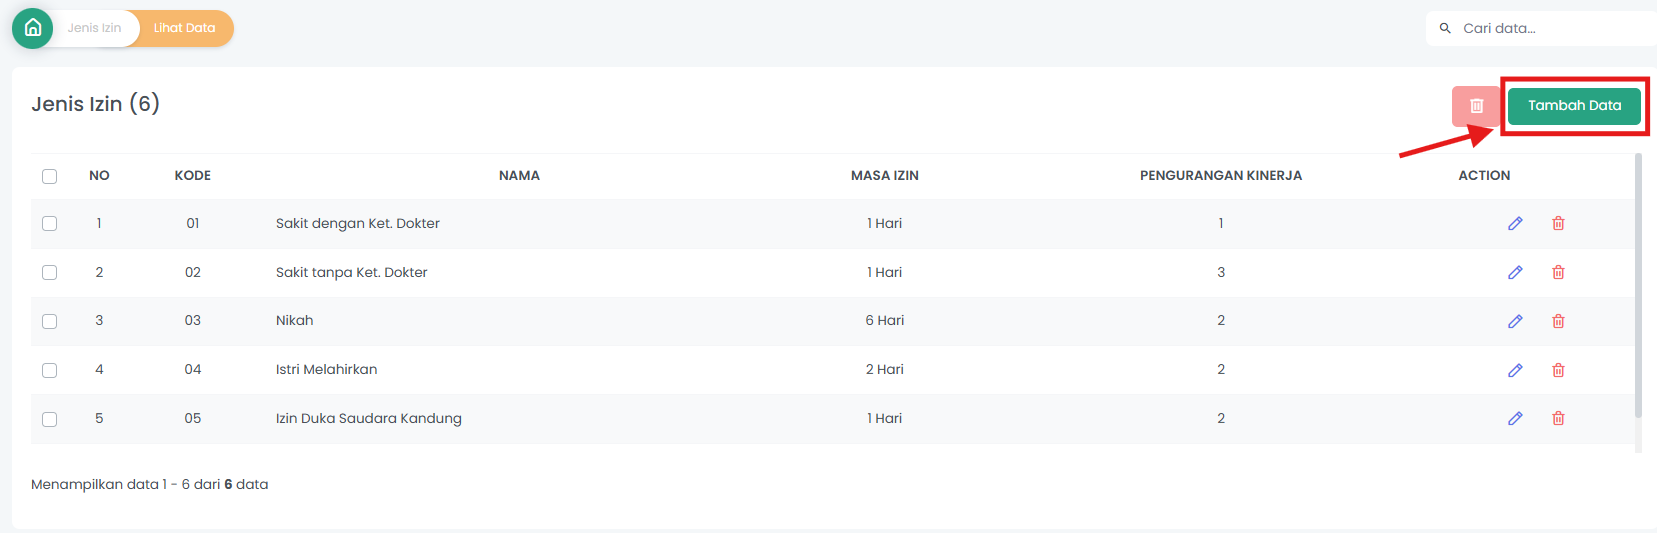 Jenis Izin Lihat Data
Cari data...
Jenis Izin (6)
Tambah Data
NO KODE NAMA MASA IZIN PENGURANGAN KINERJA ACTION
1 01 Sakit dengan Ket. Dokter 1 Hari 1
2 02 Sakit tanpa Ket. Dokter 1 Hari 3
3 03 Nikah 6 Hari 2
4 04 Istri Melahirkan 2 Hari 2
5 05 Izin Duka Saudara Kandung 1 Hari 2
Menampilkan data 1 - 6 dari 6 data